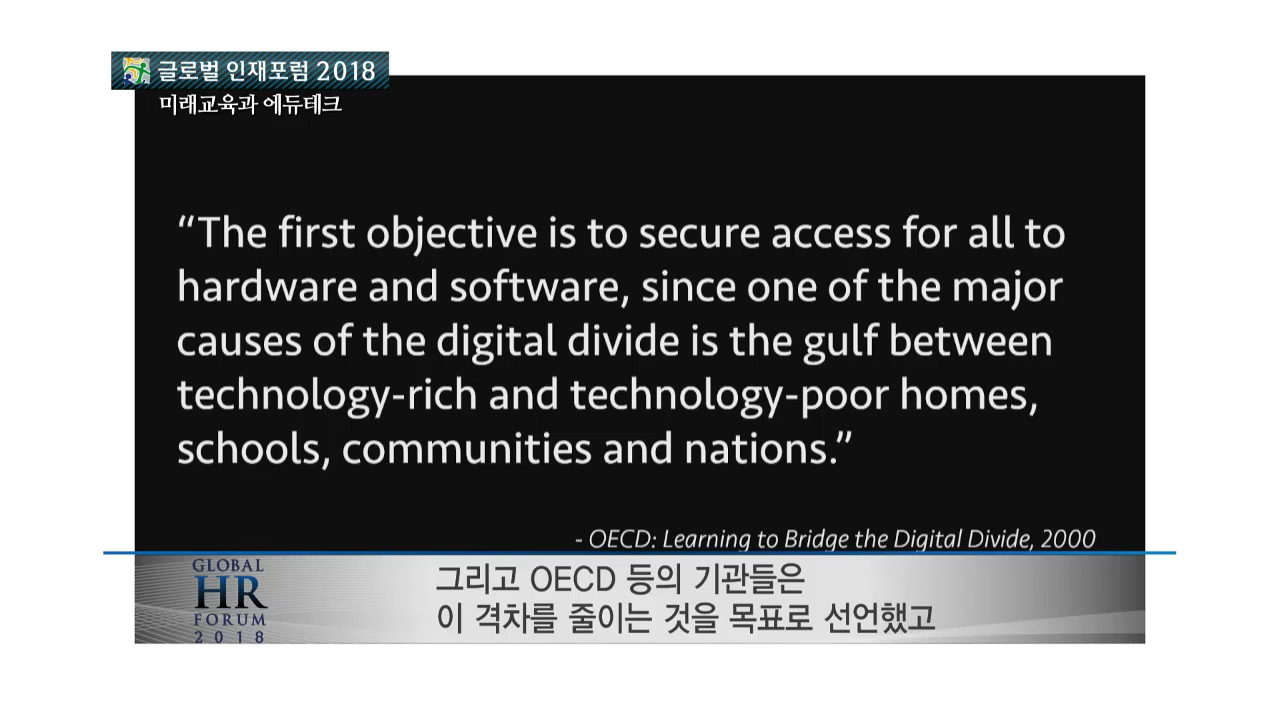 글로벌 인재포럼 2018
미래교육과 에듀테크
“The first objective is to secure access for all to
hardware and software, since one of the major
causes of the digital divide is the gulf between
technology-rich and technology-poor homes,
schools, communities and nations.”
- OECD: Learning to Bridge the Digital Divide, 2000
GLOBAL
HR
FORUM
2018
그리고 OECD 등의 기관들은
이 격차를 줄이는 것을 목표로 선언했고